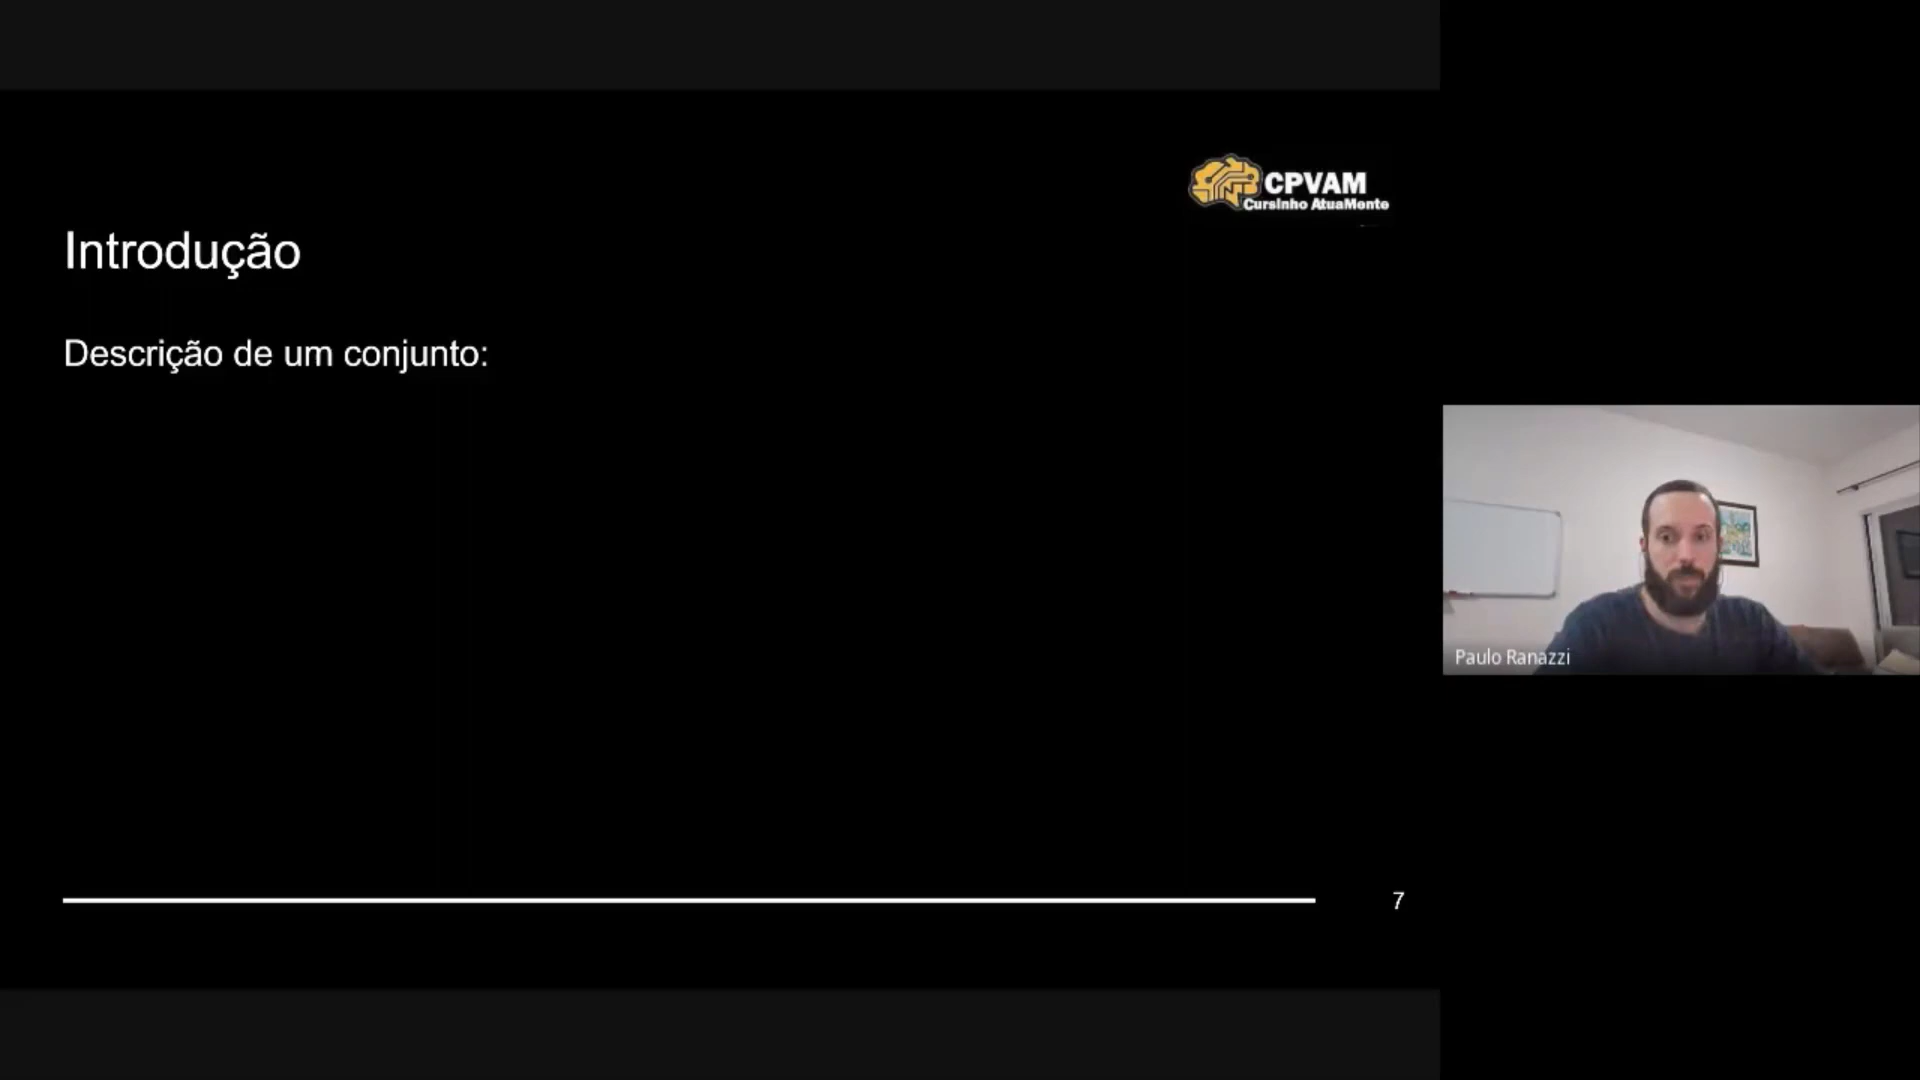 CPVAM
Cursinho AtuaMente
Introdução
Descrição de um conjunto:
Paulo Ranazzi
7